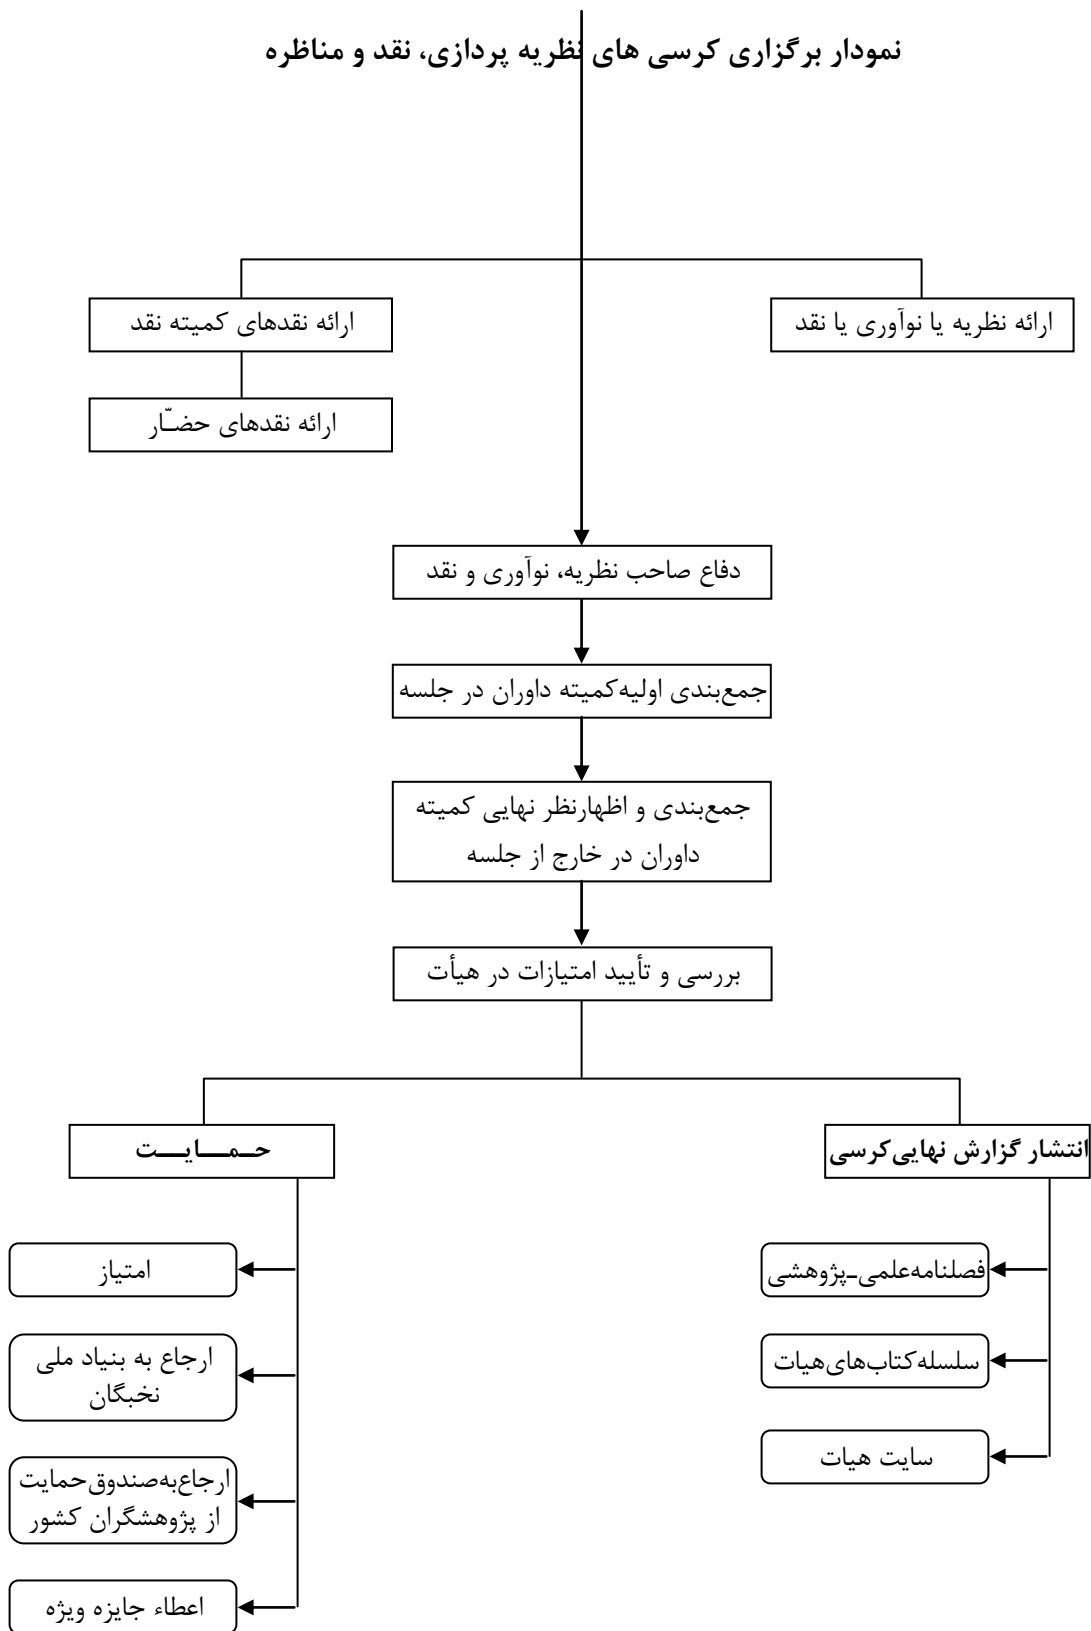 نمودار برگزاری کرسی های نظریه پردازی، نقد و مناظره
ارائه نظریه یا نوآوری یا نقد
ارائه نقدهای کمیته نقد
ارائه نقدهای حضّار
دفاع صاحب نظریه، نوآوری و نقد
جمع‌بندی اولیه کمیته داوران در جلسه
جمع‌بندی و اظهارنظر نهایی کمیته
داوران در خارج از جلسه
بررسی و تأیید امتیازات در هیأت
انتشار گزارش نهایی کرسی
فصلنامه علمی-پژوهشی
سلسله کتاب‌های هیات
سایت هیات
حـمـــایـــت
امتیاز
ارجاع به بنیاد ملی
نخبگان
ارجاع به صندوق حمایت
از پژوهشگران کشور
اعطاء جایزه ویژه